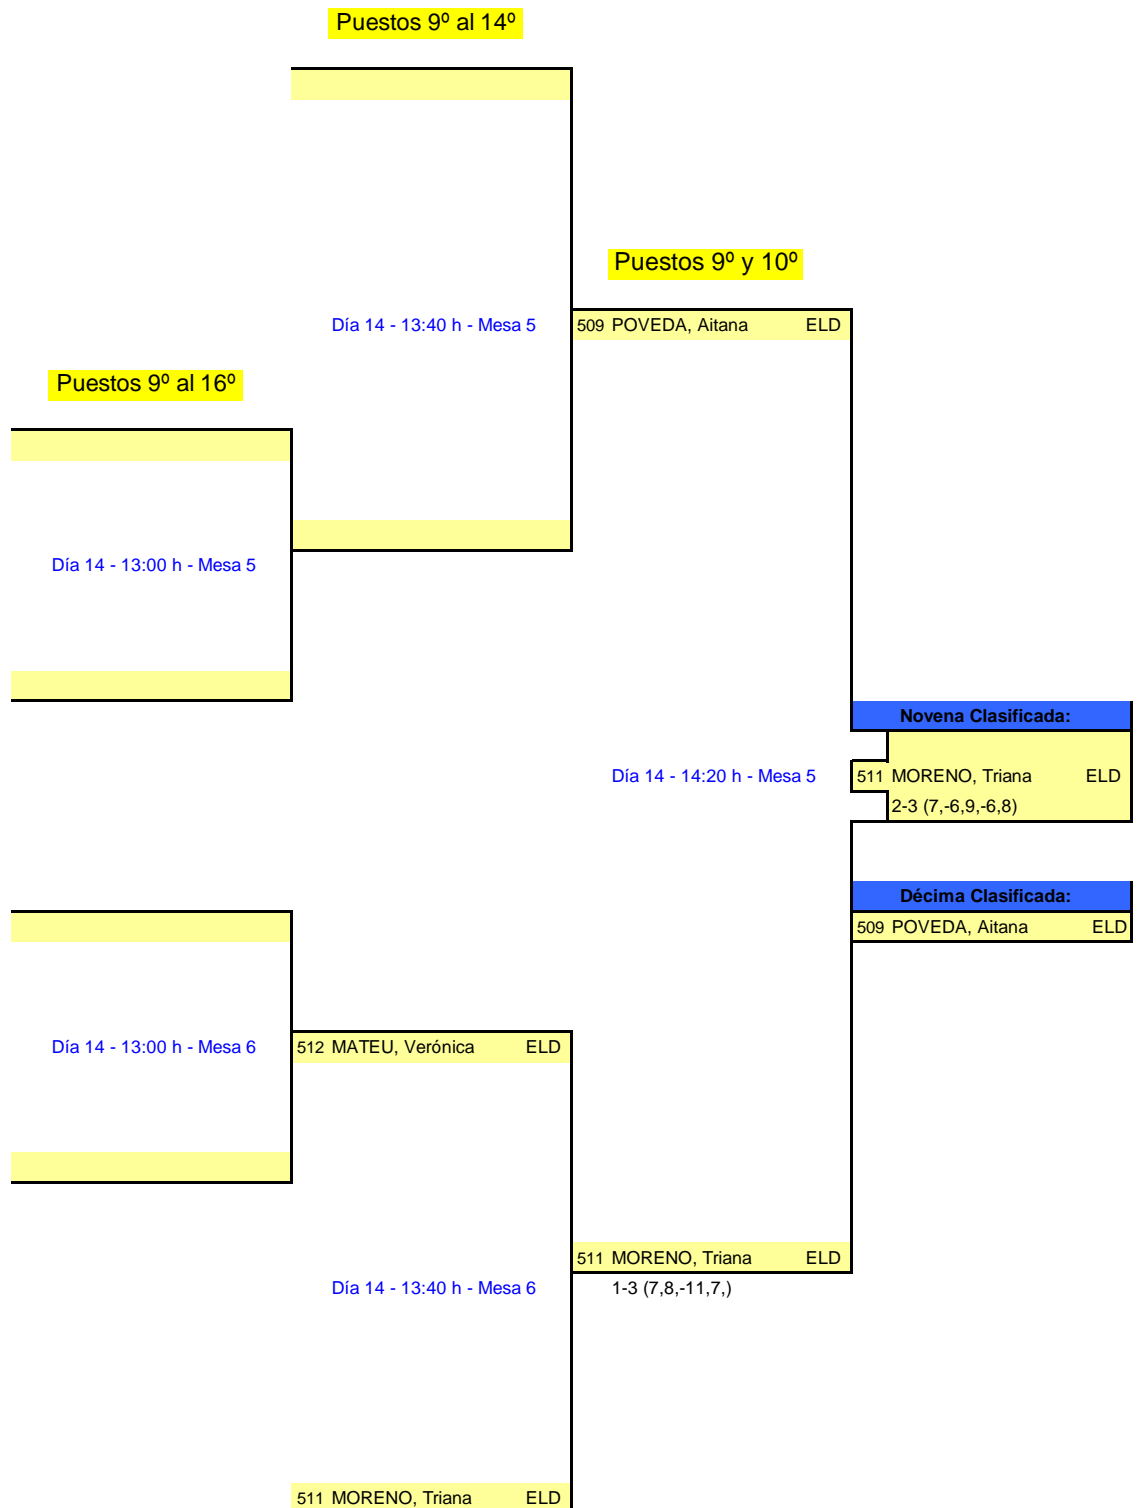 Puestos 9º al 14º
Puestos 9º y 10º
Día 14 - 13:40 h - Mesa 5
509 POVEDA, Aitana ELD
Puestos 9º al 16º
Día 14 - 13:00 h - Mesa 5
Novena Clasificada:
Día 14 - 14:20 h - Mesa 5
511 MORENO, Triana ELD
2-3 (7,-6,9,-6,8)
Décima Clasificada:
509 POVEDA, Aitana ELD
Día 14 - 13:00 h - Mesa 6
512 MATEU, Verónica ELD
511 MORENO, Triana ELD
Día 14 - 13:40 h - Mesa 6
1-3 (7,8,-11,7,)
511 MORENO, Triana ELD